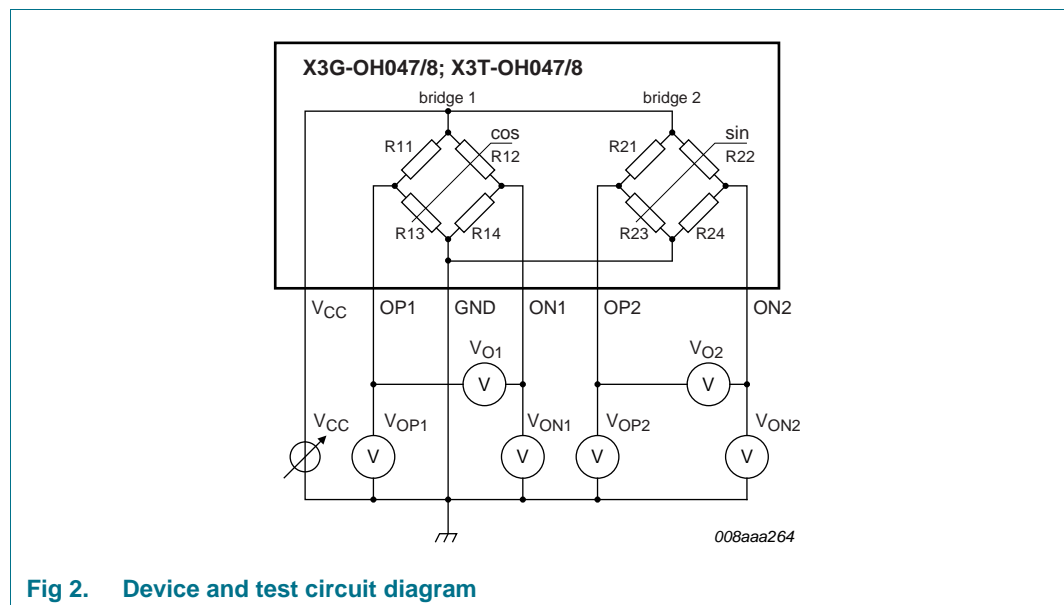 X3G-OH047/8; X3T-OH047/8
bridge 1 bridge 2
cos sin
R11 R12 R21 R22
R13 R14 R23 R24
VCC OP1 GND ON1 OP2 ON2
VO1 VO2
VCC VOP1 VON1 VOP2 VON2
V V
V V V V
008aaa264
Fig 2. Device and test circuit diagram